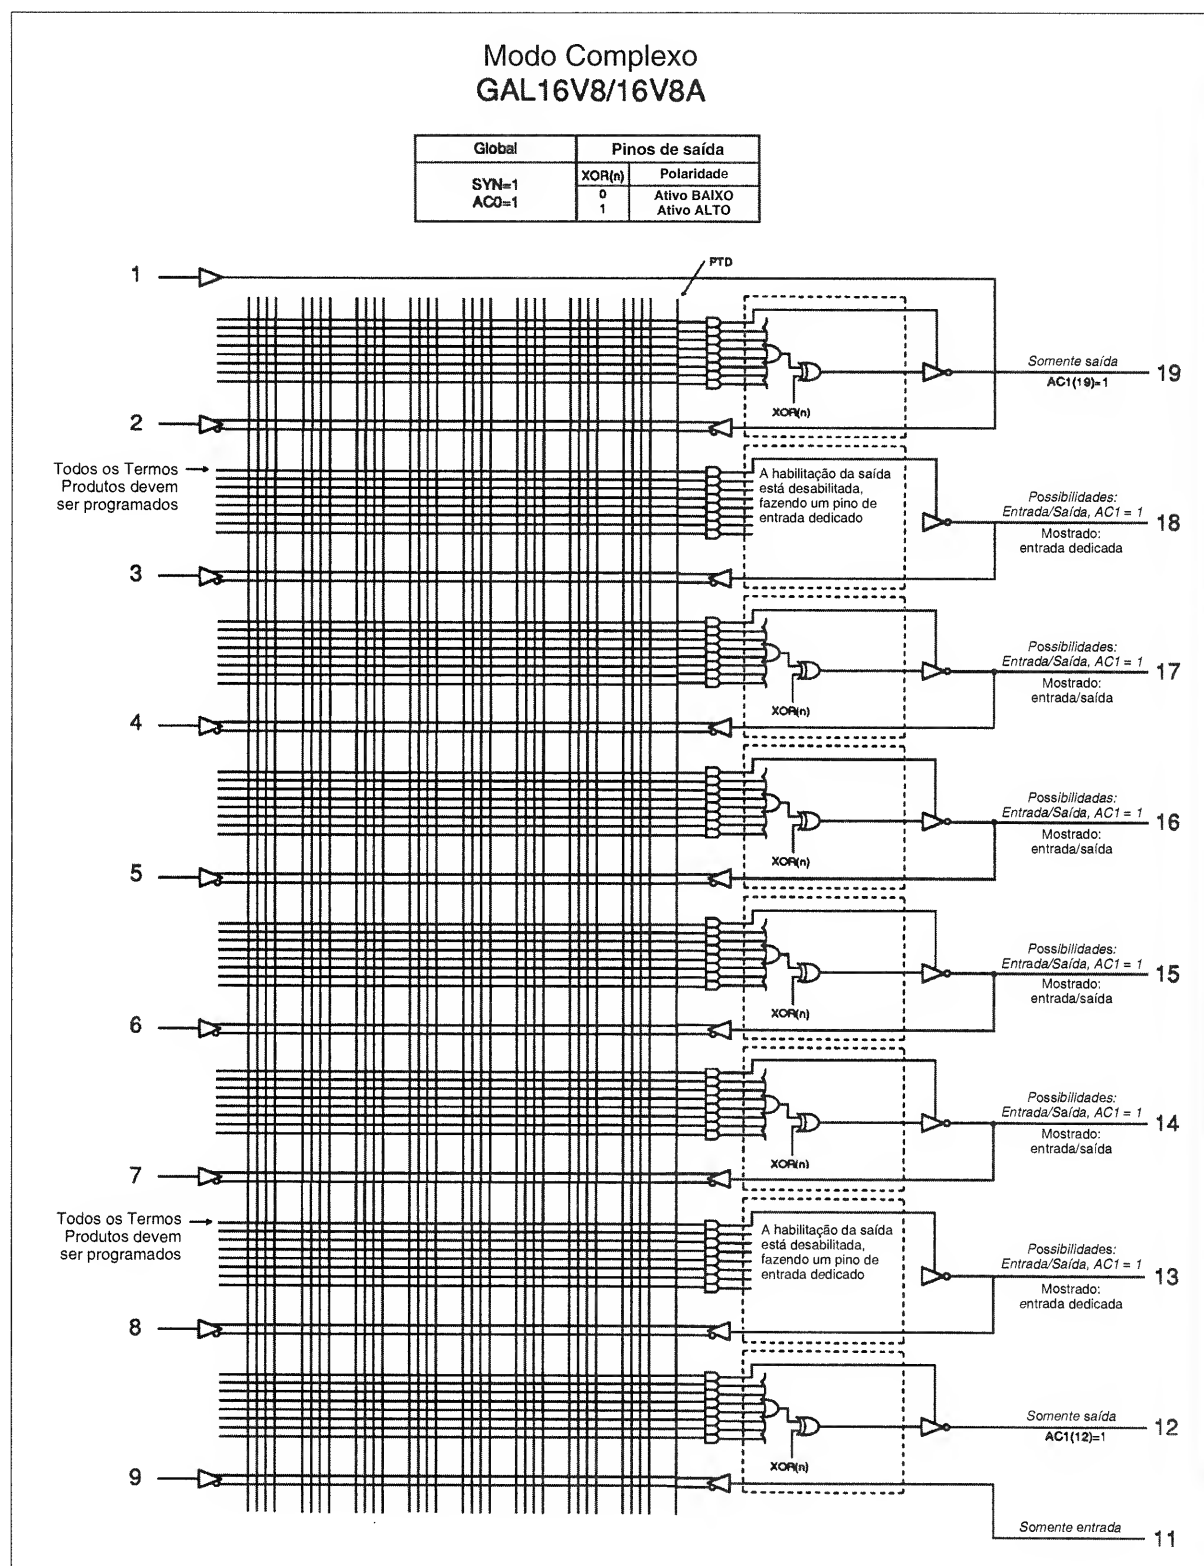 Modo Complexo
GAL16V8/16V8A
Global
Pinos de saída
SYN=1
AC0=1
XOR(n)
Polaridade
0
Ativo BAIXO
1
Ativo ALTO
PTD
1
XOR(n)
Somente saída
AC1(19)=1
19
2
Todos os Termos
Produtos devem
ser programados
A habilitação da saída
está desabilitada,
fazendo um pino de
entrada dedicado
Possibilidades:
Entrada/Saída, AC1 = 1
Mostrado:
entrada dedicada
18
3
XOR(n)
Possibilidades:
Entrada/Saída, AC1 = 1
Mostrado:
entrada/saída
17
4
XOR(n)
Possibilidadas:
Entrada/Saída, AC1 = 1
Mostrado:
entrada/saída
16
5
XOR(n)
Possibilidades:
Entrada/Saída, AC1 = 1
Mostrado:
entrada/saída
15
6
XOR(n)
Possibilidades:
Entrada/Saída, AC1 = 1
Mostrado:
entrada/saída
14
7
Todos os Termos
Produtos devem
ser programados
A habilitação da saída
está desabilitada,
fazendo um pino de
entrada dedicado
Possibilidades:
Entrada/Saída, AC1 = 1
Mostrado:
entrada dedicada
13
8
XOR(n)
Somente saída
AC1(12)=1
12
9
Somente entrada
11